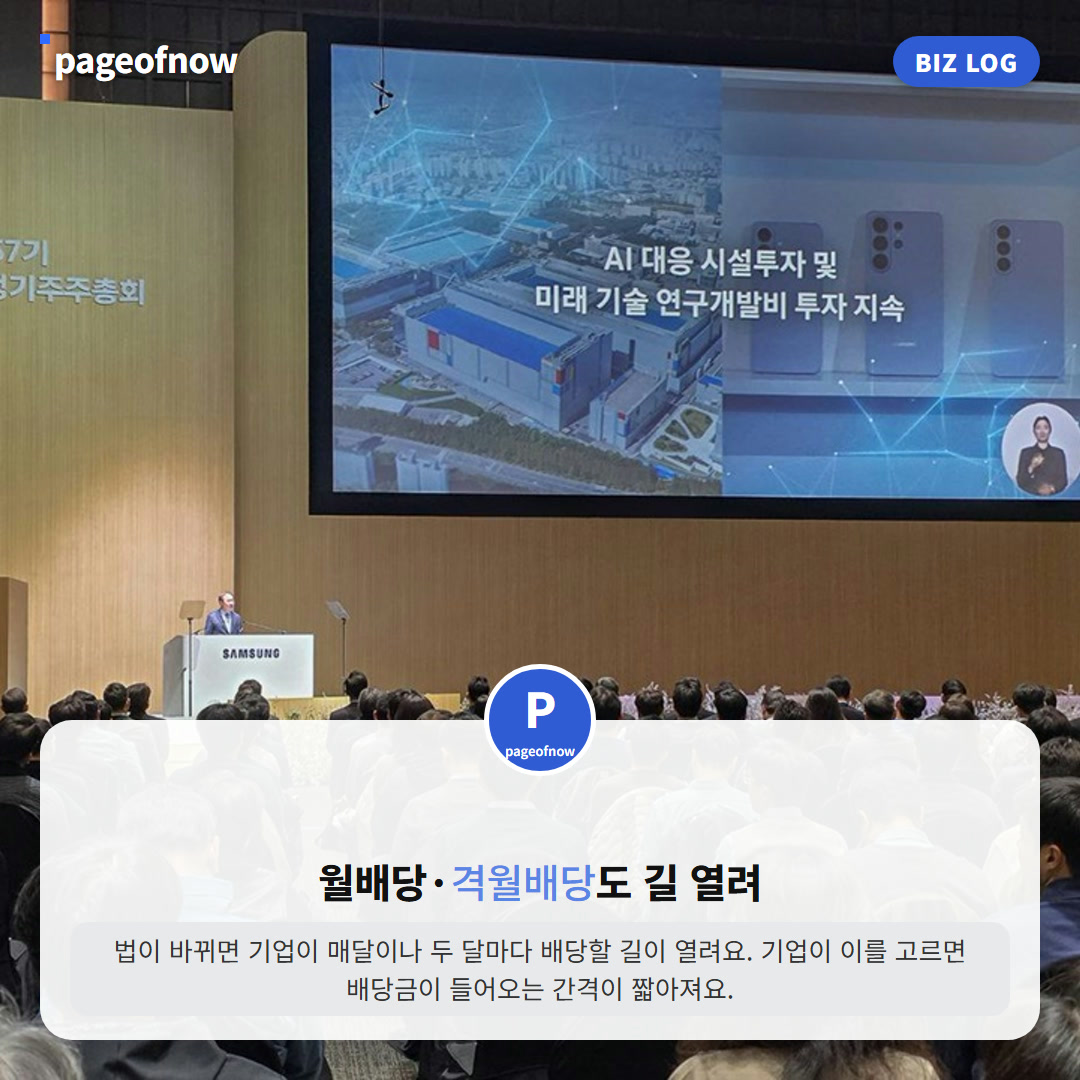 pageofnow
BIZ LOG
57기
정기주주총회
AI 대응 시설투자 및
미래 기술 연구개발비 투자 지속
SAMSUNG
P
pageofnow
월배당·격월배당도 길 열려
법이 바뀌면 기업이 매달이나 두 달마다 배당할 길이 열려요. 기업이 이를 고르면
배당금이 들어오는 간격이 짧아져요.